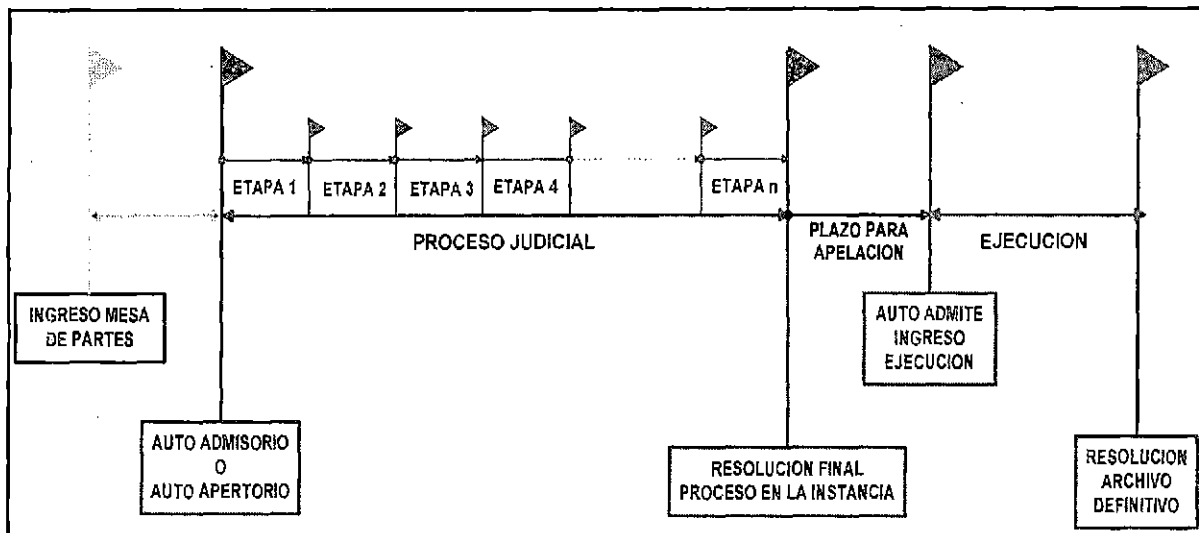 ETAPA 1
ETAPA 2
ETAPA 3
ETAPA 4
ETAPA n
PROCESO JUDICIAL
PLAZO PARA
APELACION
EJECUCION
INGRESO MESA
DE PARTES
AUTO ADMITE
INGRESO
EJECUCION
AUTO ADMISORIO
O
AUTO APERTORIO
RESOLUCION FINAL
PROCESO EN LA INSTANCIA
RESOLUCION
ARCHIVO
DEFINITIVO